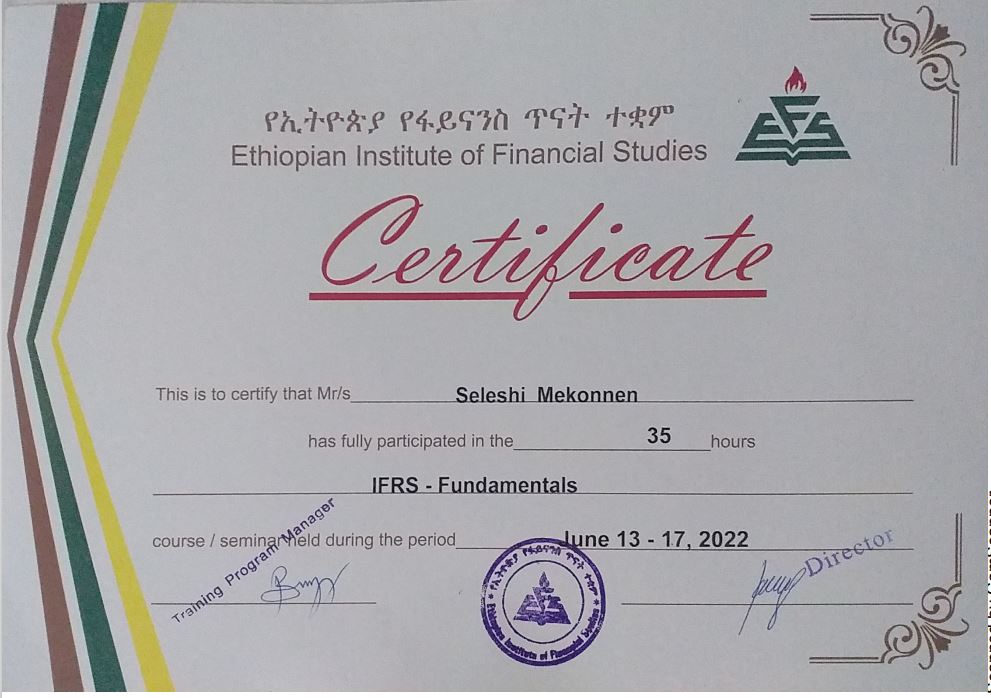 የኢትዮጵያ የፋይናንስ ጥናት ተቋም
Ethiopian Institute of Financial Studies
EFS
Certificate
This is to certify that Mr/s Seleshi Mekonnen
has fully participated in the 35 hours
IFRS - Fundamentals
course / seminar held during the period June 13 - 17, 2022
Training Program Manager
Director
የኢትዮጵያ የፋይናንስ ጥናት ተቋም
Ethiopian Institute of Financial Studies